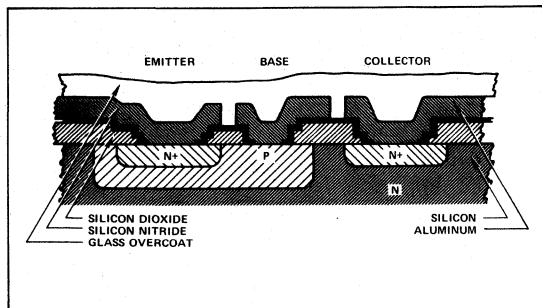 EMITTER BASE COLLECTOR
N+ P N+
N
SILICON DIOXIDE
SILICON NITRIDE
GLASS OVERCOAT
SILICON
ALUMINUM